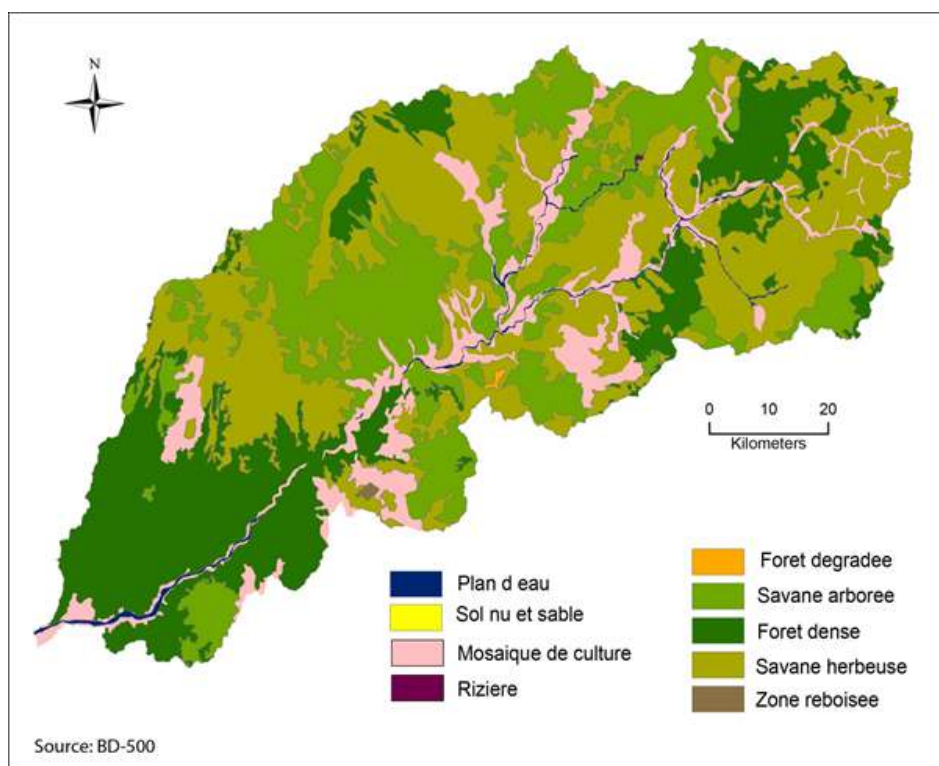 N
0 10 20
Kilometers
Plan d eau
Sol nu et sable
Mosaique de culture
Riziere
Foret degradee
Savane arboree
Foret dense
Savane herbeuse
Zone reboisee
Source: BD-500